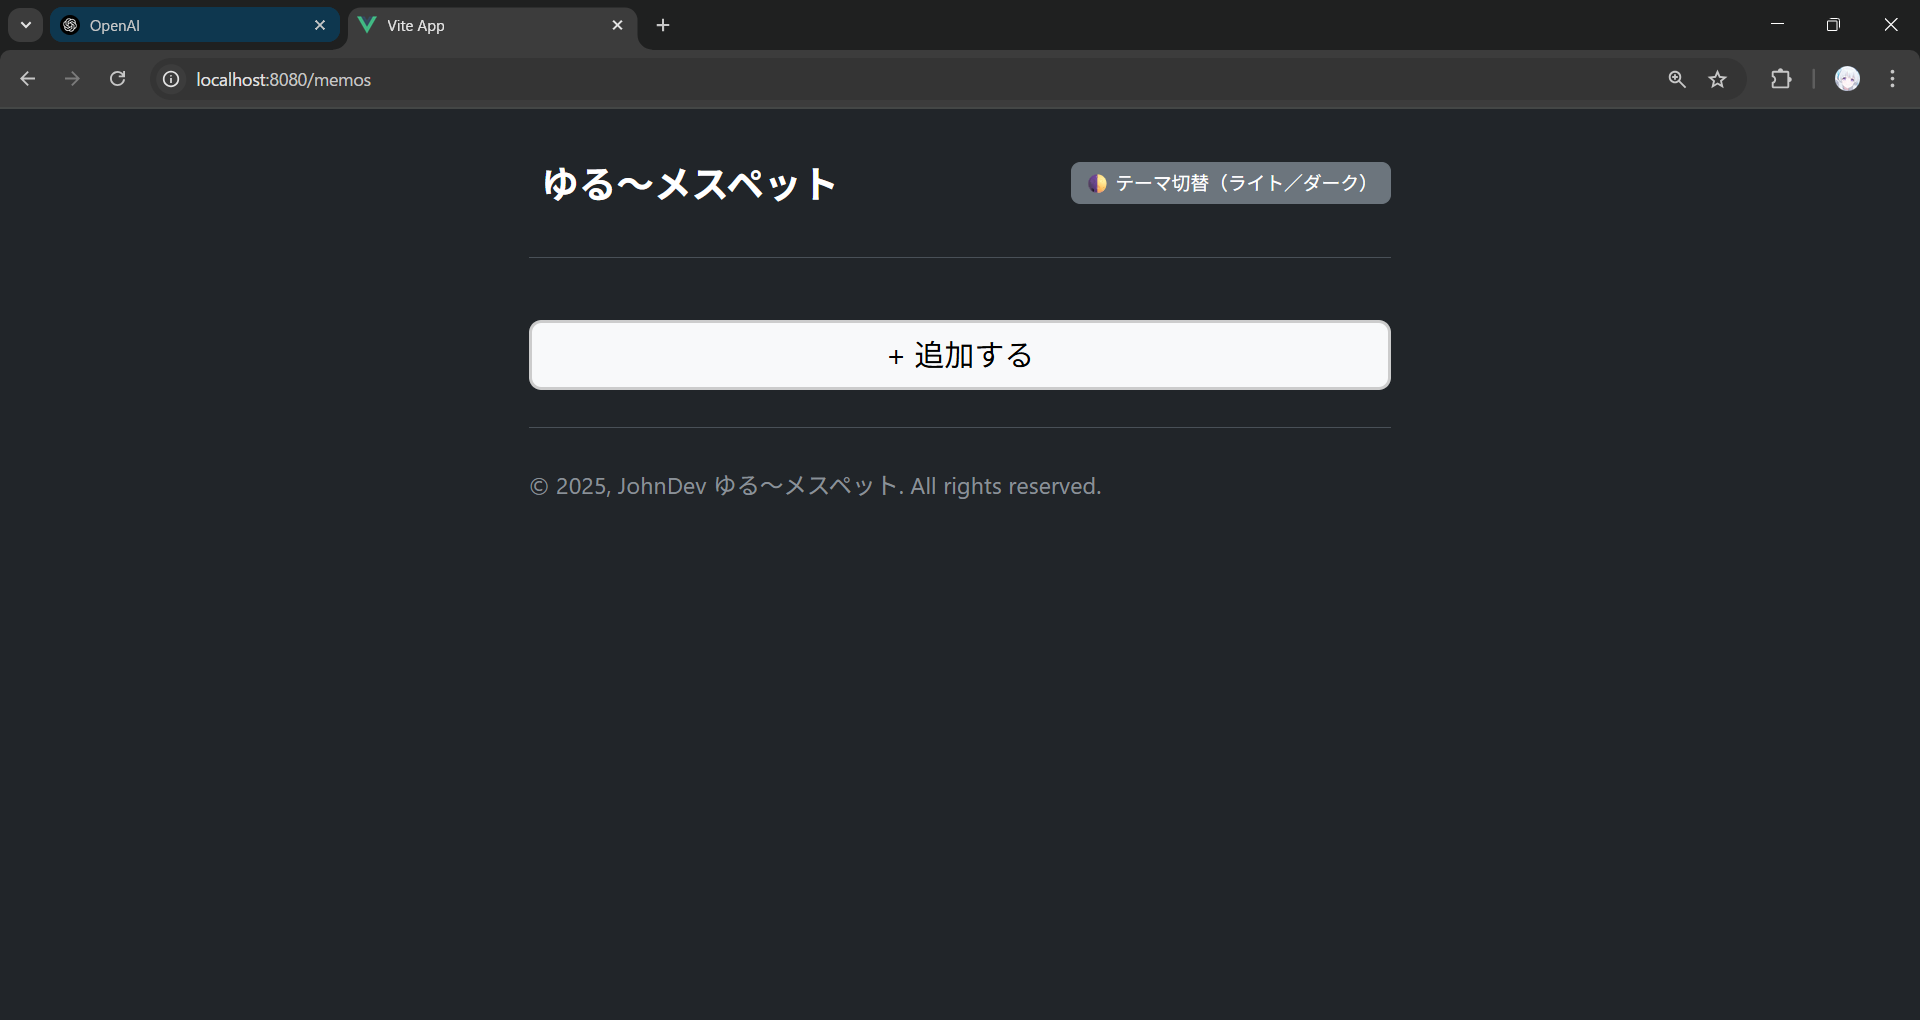 OpenAI
Vite App
localhost:8080/memos
ゆる～メスペット
テーマ切替（ライト／ダーク）
+ 追加する
© 2025, JohnDev ゆる～メスペット. All rights reserved.